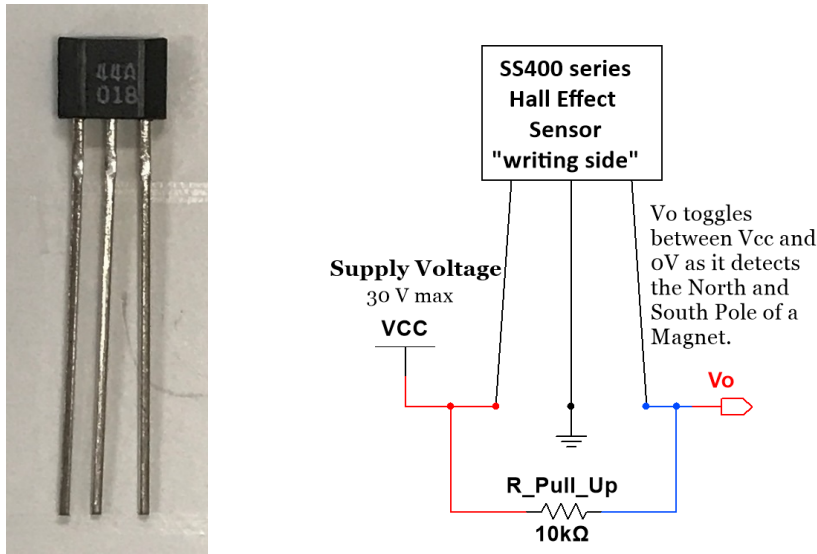 44A
018
SS400 series
Hall Effect
Sensor
"writing side"
Vo toggles
between Vcc and
0V as it detects
the North and
South Pole of a
Magnet.
Supply Voltage
30 V max
VCC
Vo
R_Pull_Up
10kΩ